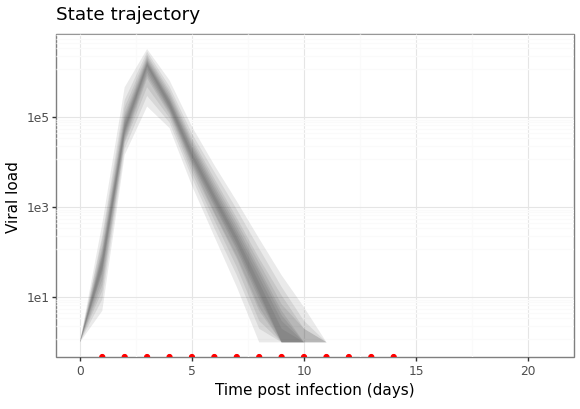 State trajectory
1e5
1e3
1e1
Viral load
0 5 10 15 20
Time post infection (days)